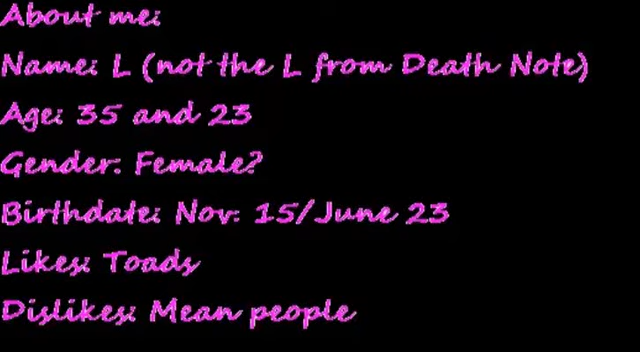 About me:
Name: L (not the L from Death Note)
Age: 35 and 23
Gender: Female?
Birthdate: Nov. 15/June 23
Likes: Toads
Dislikes: Mean people